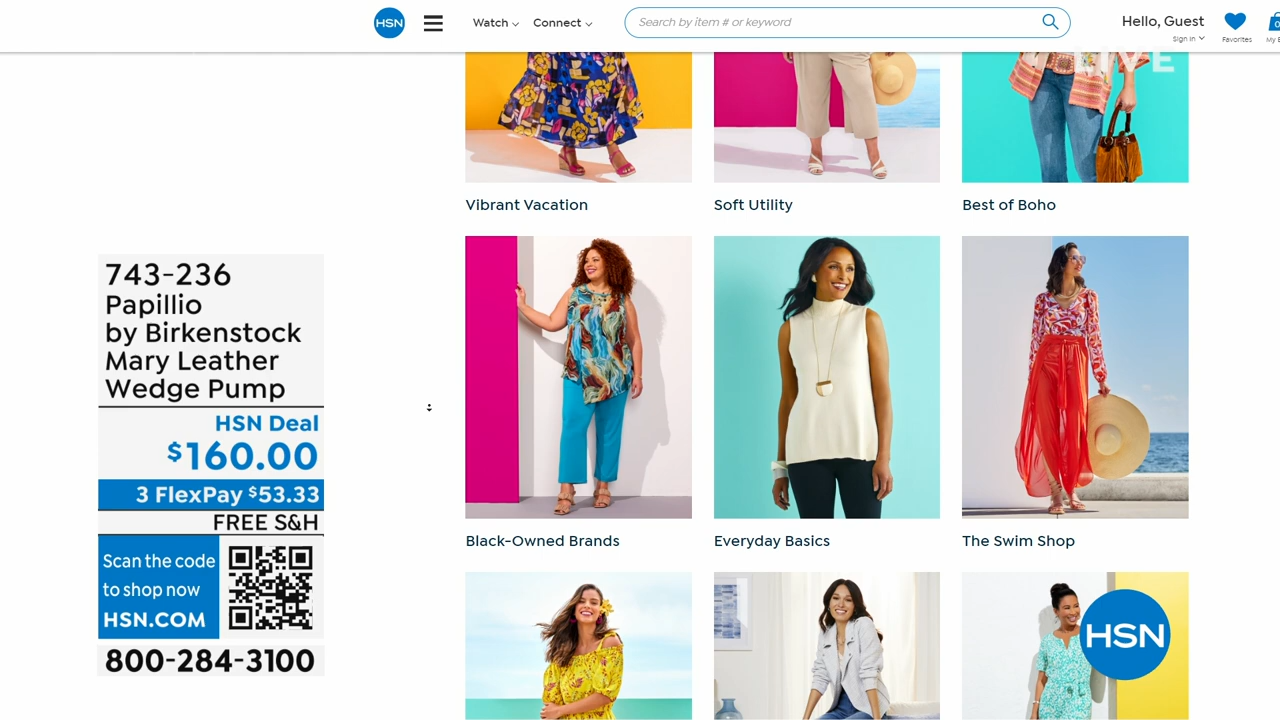 HSN
Watch
Connect
Search by item # or keyword
Hello, Guest
Sign In
Favorites
0
LIVE
Vibrant Vacation
Soft Utility
Best of Boho
743-236
Papillio
by Birkenstock
Mary Leather
Wedge Pump
HSN Deal
$160.00
3 FlexPay $53.33
FREE S&H
Scan the code
to shop now
HSN.COM
800-284-3100
Black-Owned Brands
Everyday Basics
The Swim Shop
HSN